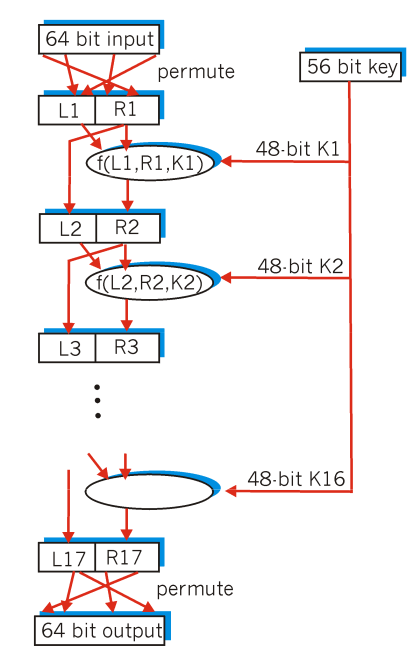 64 bit input
permute
56 bit key
L1 R1
48-bit K1
f(L1,R1,K1)
L2 R2
48-bit K2
f(L2,R2,K2)
L3 R3
48-bit K16
L17 R17
permute
64 bit output